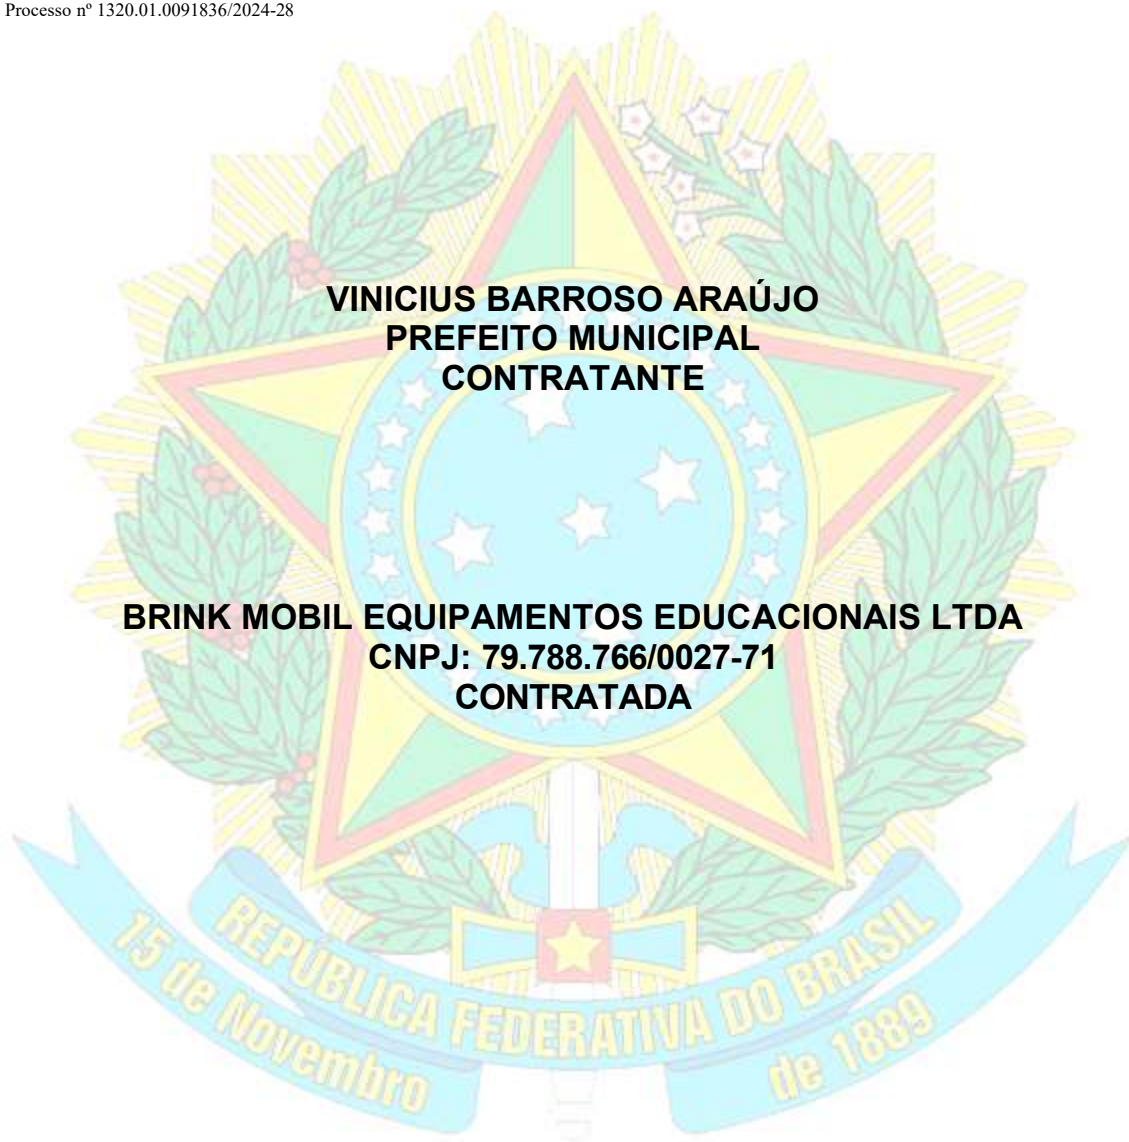 Processo nº 1320.01.0091836/2024-28
VINICIUS BARROSO ARAÚJO
PREFEITO MUNICIPAL
CONTRATANTE
BRINK MOBIL EQUIPAMENTOS EDUCACIONAIS LTDA
CNPJ: 79.788.766/0027-71
CONTRATADA
REPÚBLICA FEDERATIVA DO BRASIL
15 de Novembro
de 1889